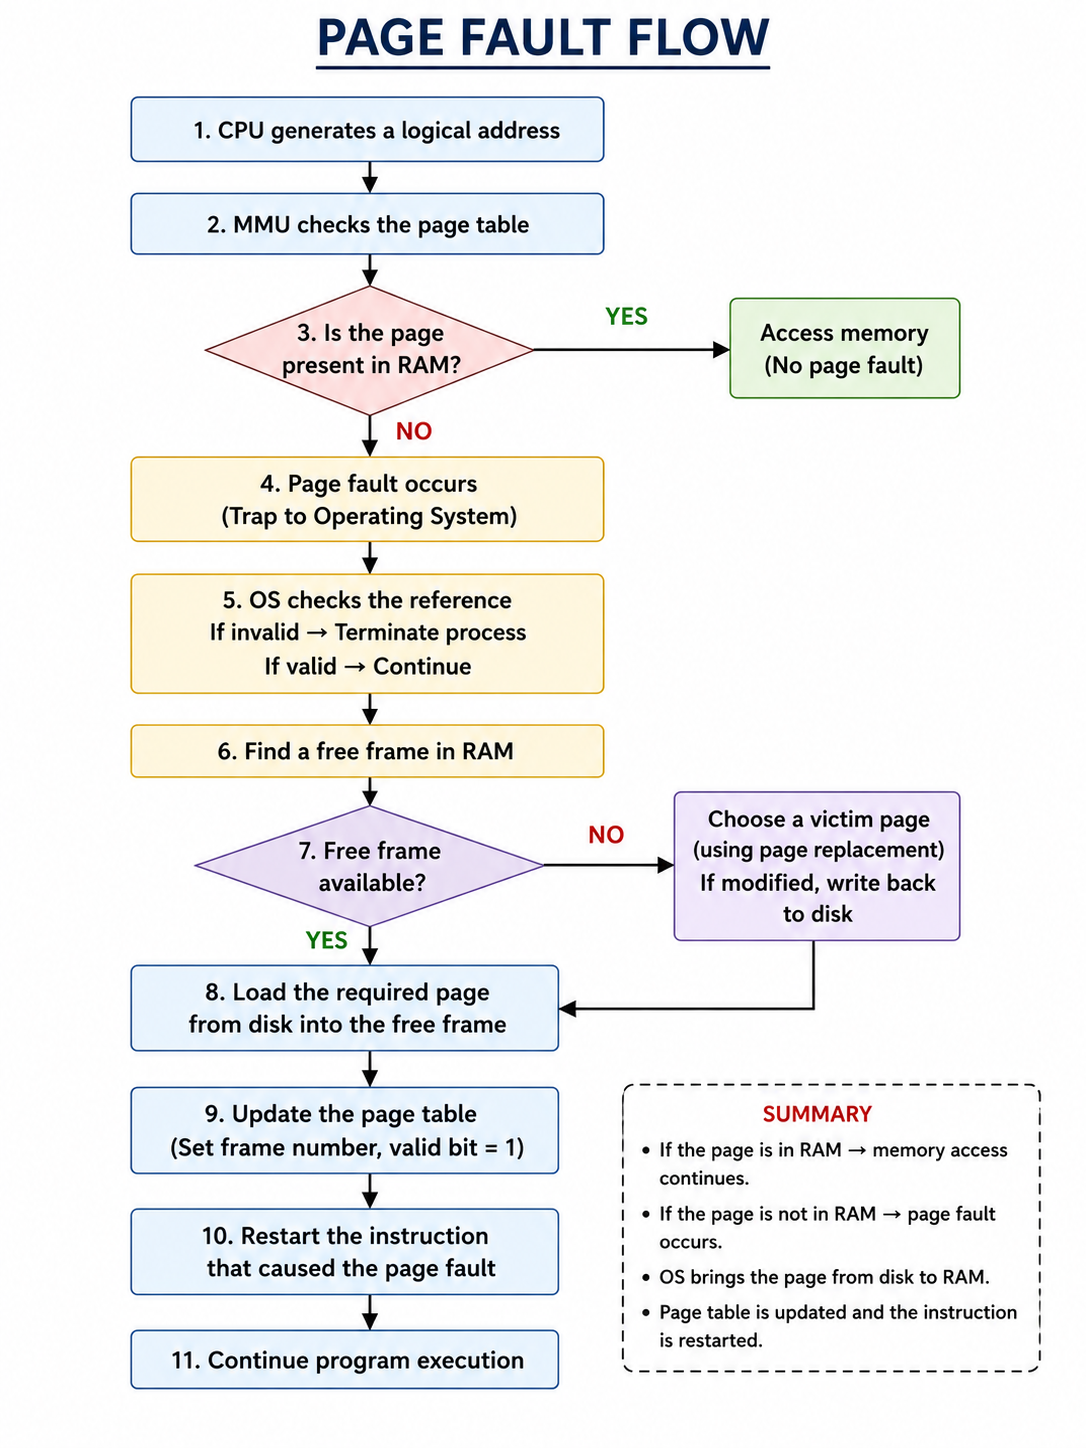 PAGE FAULT FLOW
1. CPU generates a logical address
2. MMU checks the page table
3. Is the page
present in RAM?
YES
Access memory
(No page fault)
NO
4. Page fault occurs
(Trap to Operating System)
5. OS checks the reference
If invalid → Terminate process
If valid → Continue
6. Find a free frame in RAM
7. Free frame
available?
NO
Choose a victim page
(using page replacement)
If modified, write back
to disk
YES
8. Load the required page
from disk into the free frame
9. Update the page table
(Set frame number, valid bit = 1)
10. Restart the instruction
that caused the page fault
11. Continue program execution
SUMMARY
• If the page is in RAM → memory access
continues.
• If the page is not in RAM → page fault
occurs.
• OS brings the page from disk to RAM.
• Page table is updated and the instruction
is restarted.